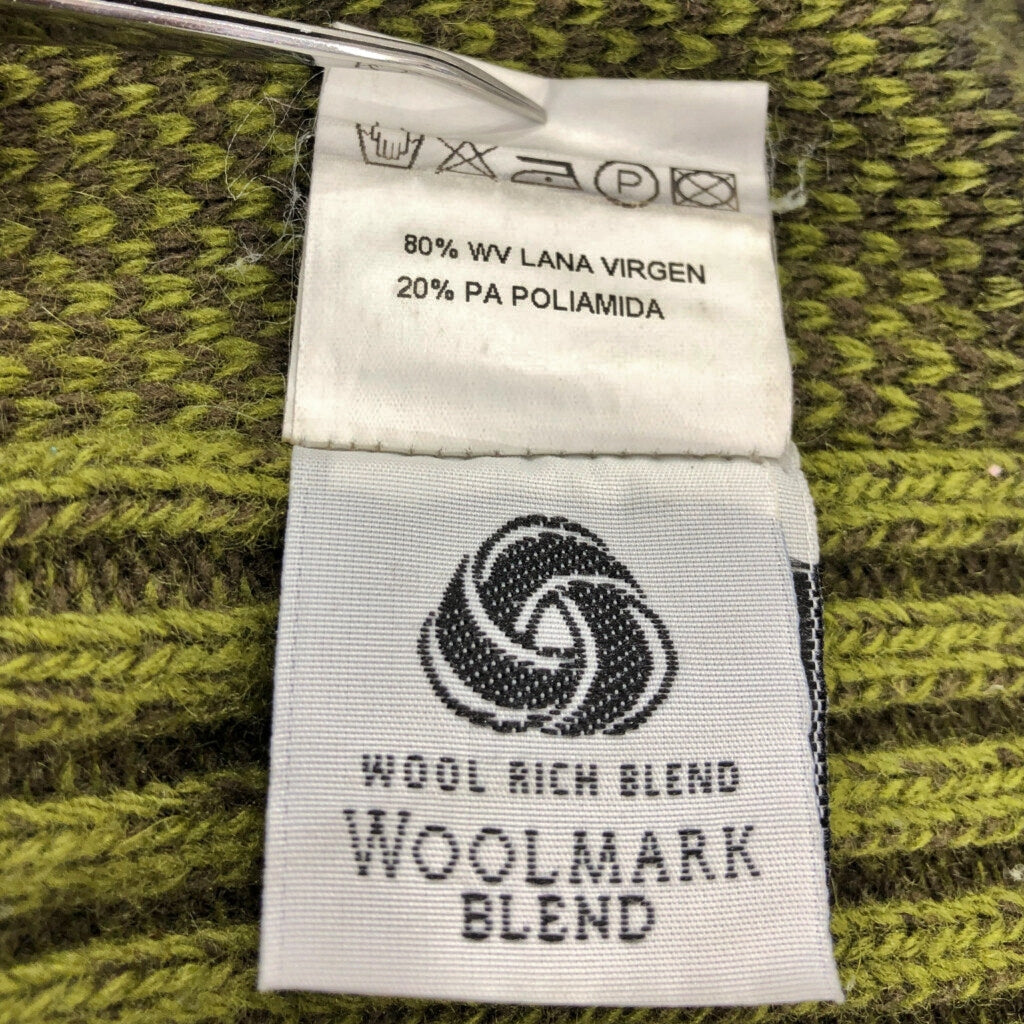 P
80% WV LANA VIRGEN
20% PA POLIAMIDA
WOOL RICH BLEND
WOOLMARK
BLEND